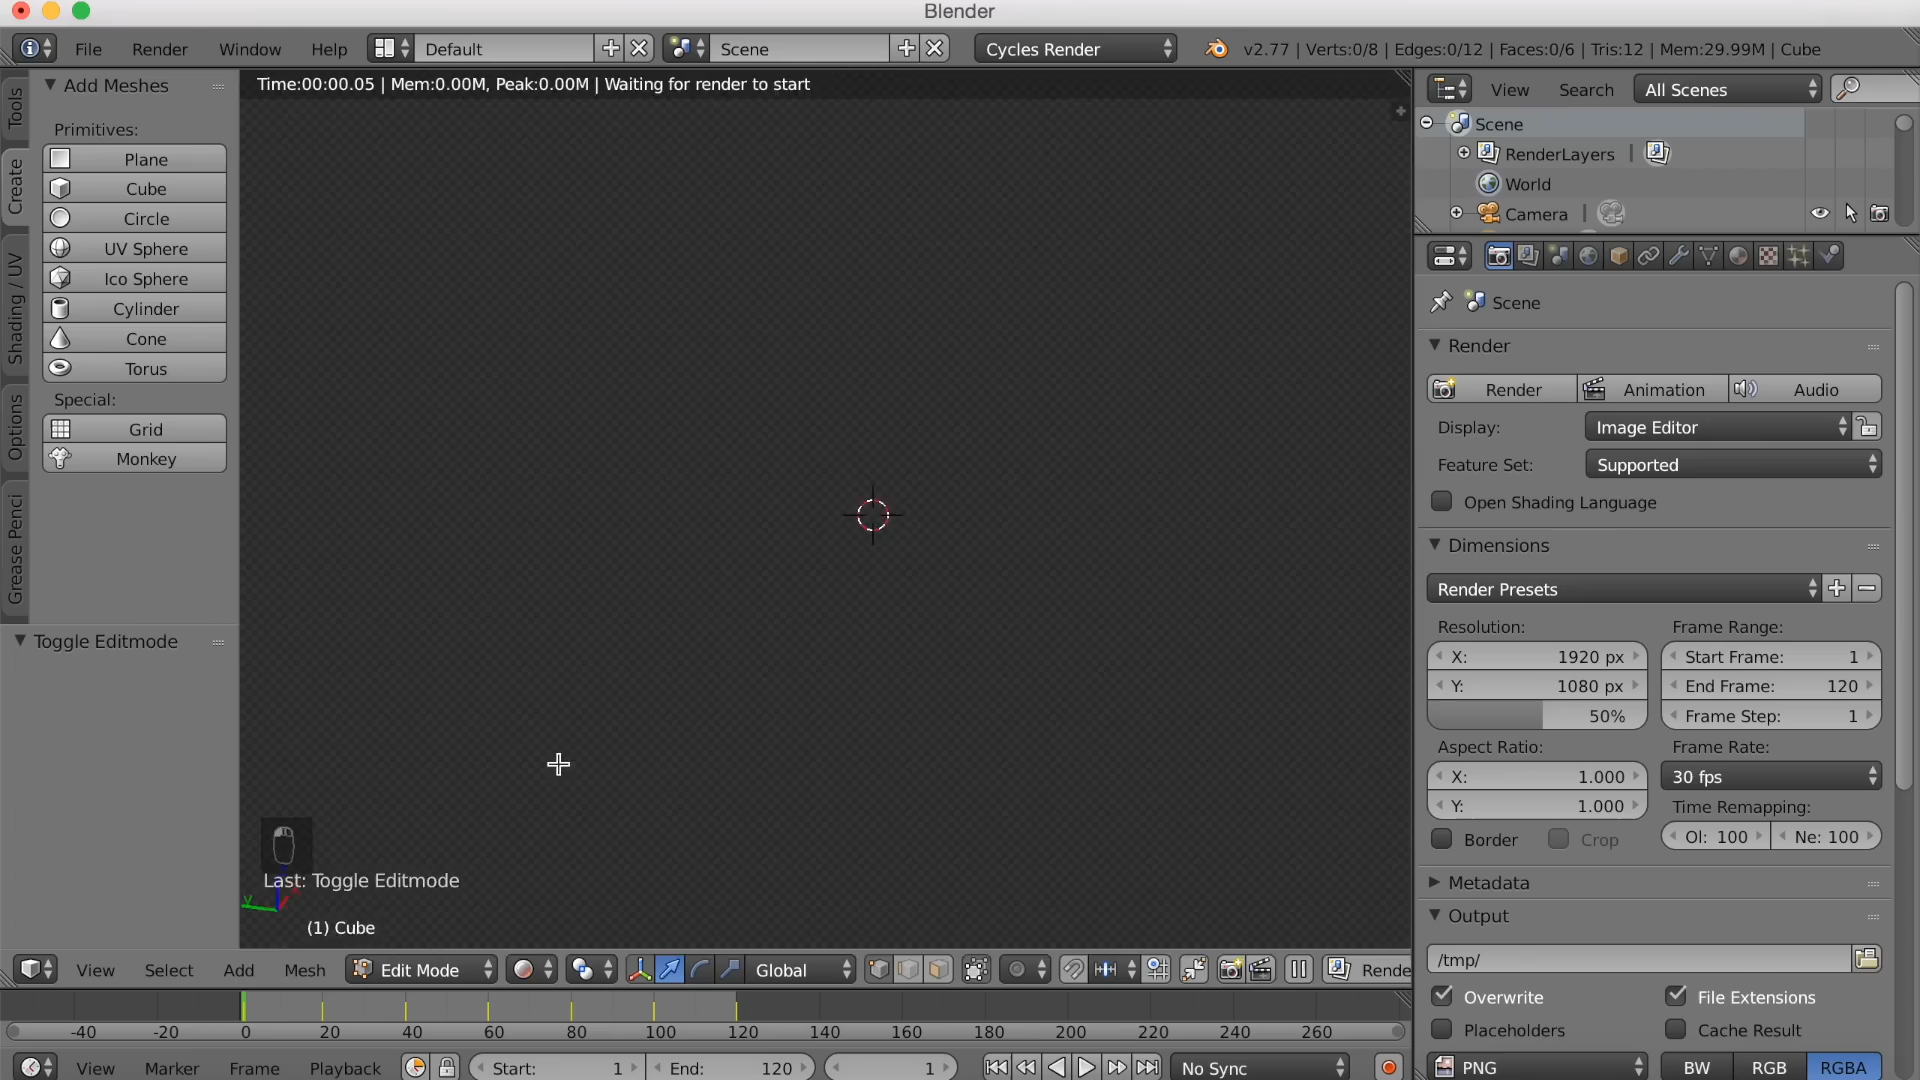 Blender
File Render Window Help Default Scene Cycles Render v2.77 | Verts:0/8 | Edges:0/12 | Faces:0/6 | Tris:12 | Mem:29.99M | Cube
Tools
Create
Shading / UV
Options
Grease Penci
Add Meshes
Primitives:
Plane
Cube
Circle
UV Sphere
Ico Sphere
Cylinder
Cone
Torus
Special:
Grid
Monkey
Toggle Editmode
Time:00:00.05 | Mem:0.00M, Peak:0.00M | Waiting for render to start
Last: Toggle Editmode
y
(1) Cube
View Search All Scenes
Scene
RenderLayers |
World
Camera |
Scene
Render
Render Animation Audio
Display: Image Editor
Feature Set: Supported
Open Shading Language
Dimensions
Render Presets
Resolution: Frame Range:
X: 1920 px Start Frame: 1
Y: 1080 px End Frame: 120
50% Frame Step: 1
Aspect Ratio: Frame Rate:
X: 1.000 30 fps
Y: 1.000 Time Remapping:
Border Crop Ol: 100 Ne: 100
Metadata
Output
/tmp/
Overwrite File Extensions
Placeholders Cache Result
PNG BW RGB RGBA
View Select Add Mesh Edit Mode Global Rende
-40 -20 0 20 40 60 80 100 120 140 160 180 200 220 240 260
View Marker Frame Playback Start: 1 End: 120 1 No Sync